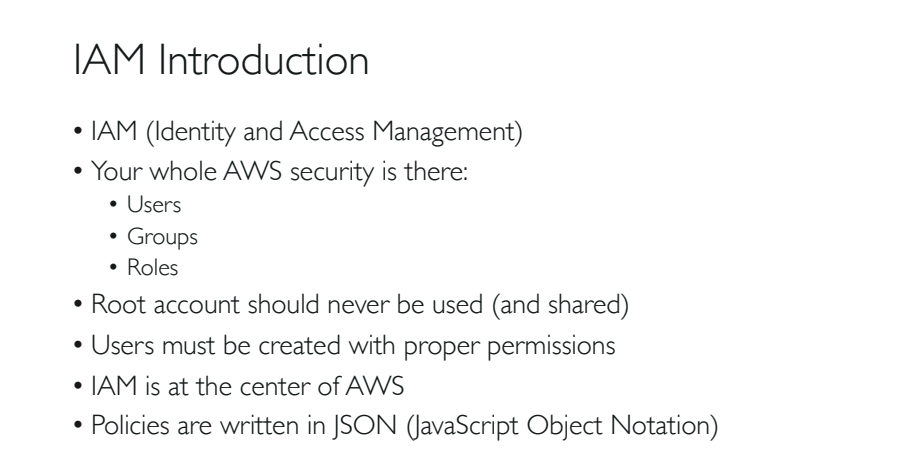 IAM Introduction
• IAM (Identity and Access Management)
• Your whole AWS security is there:
• Users
• Groups
• Roles
• Root account should never be used (and shared)
• Users must be created with proper permissions
• IAM is at the center of AWS
• Policies are written in JSON (JavaScript Object Notation)